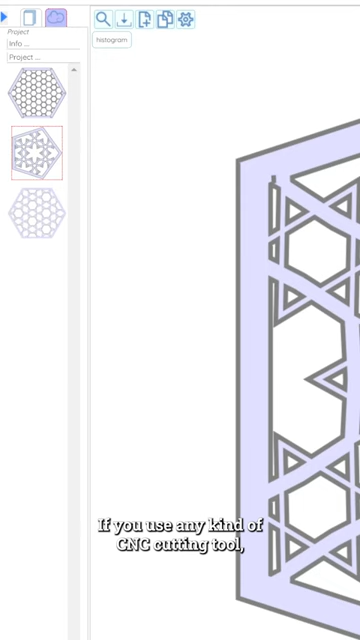 Project
Info ...
Project ...
histogram
If you use any kind of
CNC cutting tool,